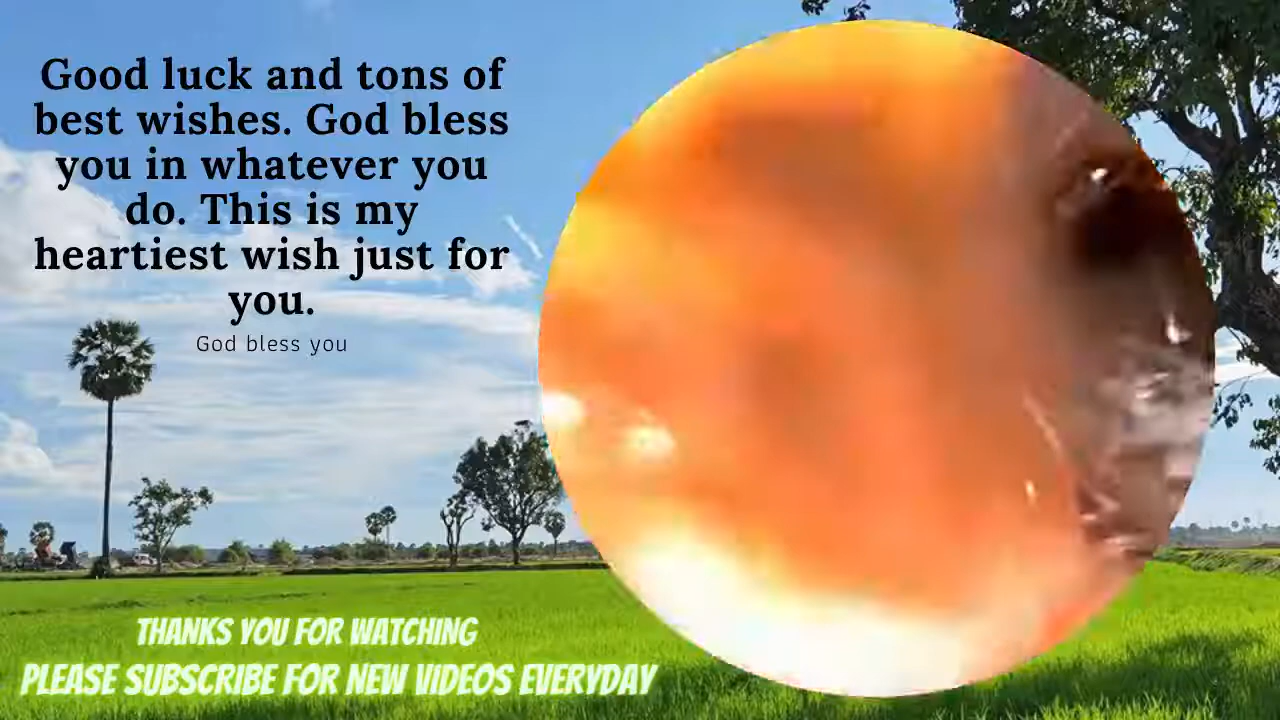 Good luck and tons of
best wishes. God bless
you in whatever you
do. This is my
heartiest wish just for
you.
God bless you
THANKS YOU FOR WATCHING
PLEASE SUBSCRIBE FOR NEW VIDEOS EVERYDAY